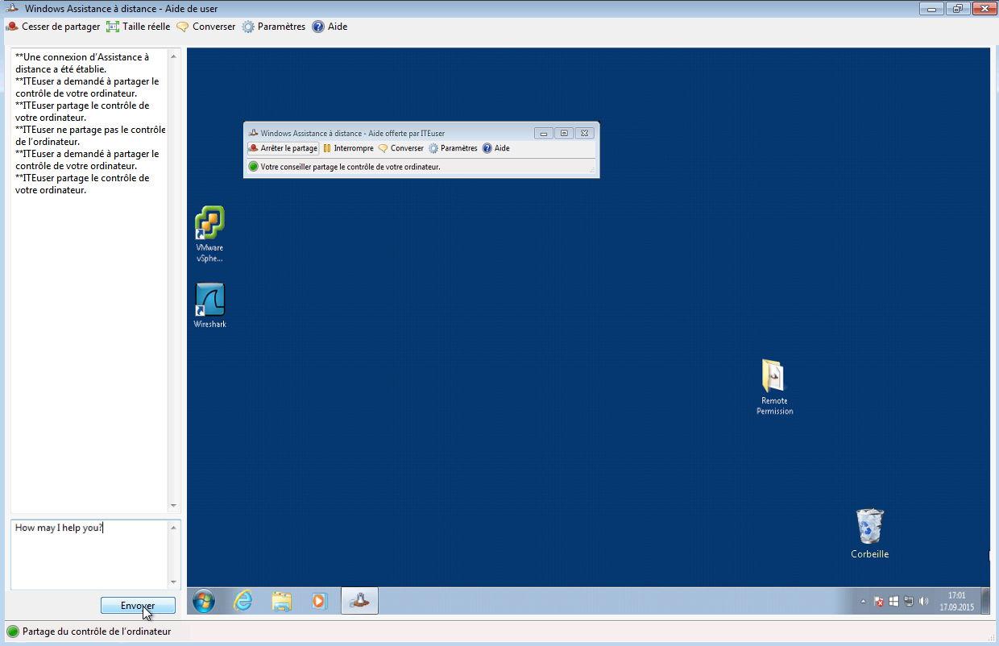 Windows Assistance à distance - Aide de user
Cesser de partager Taille réelle Converser Paramètres Aide
**Une connexion d'Assistance à
distance a été établie.
**ITEuser a demandé à partager le
contrôle de votre ordinateur.
**ITEuser partage le contrôle de
votre ordinateur.
**ITEuser ne partage pas le contrôle
de l'ordinateur.
**ITEuser a demandé à partager le
contrôle de votre ordinateur.
**ITEuser partage le contrôle de
votre ordinateur.
How may I help you?
Envoyer
Windows Assistance à distance - Aide offerte par ITEuser
Arrêter le partage Interrompre Converser Paramètres Aide
Votre conseiller partage le contrôle de votre ordinateur.
VMware
vSphe...
Wireshark
Remote
Permission
Corbeille
17:01
17.09.2015
Partage du contrôle de l'ordinateur